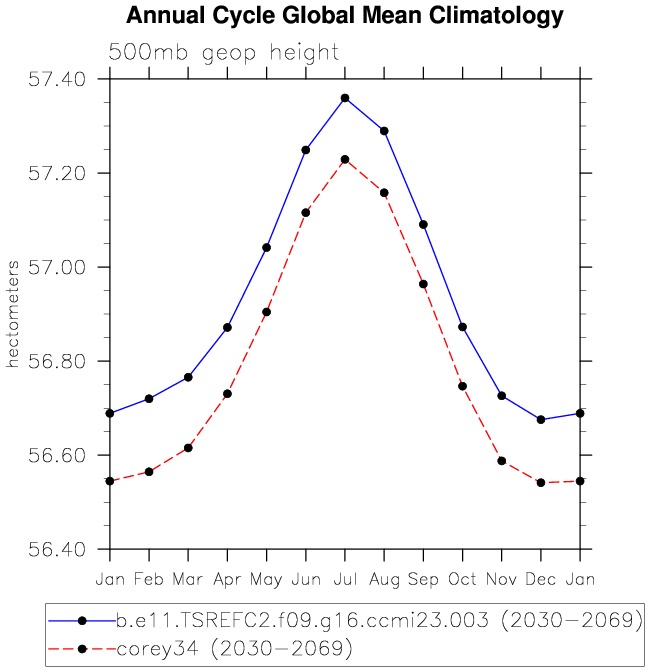 Annual Cycle Global Mean Climatology
500mb geop height
57.40
57.20
57.00
56.80
56.60
56.40
hectometers
Jan Feb Mar Apr May Jun Jul Aug Sep Oct Nov Dec Jan
b.e11.TSREFC2.f09.g16.ccmi23.003 (2030-2069)
corey34 (2030-2069)